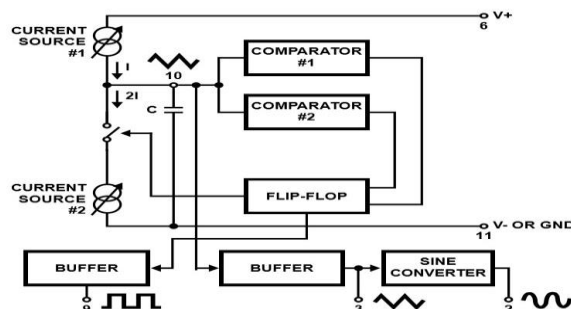 V+
6
CURRENT
SOURCE
#1
I
10
2I
C
COMPARATOR
#1
COMPARATOR
#2
CURRENT
SOURCE
#2
FLIP-FLOP
V- OR GND
11
BUFFER
BUFFER
SINE
CONVERTER
9
3
2